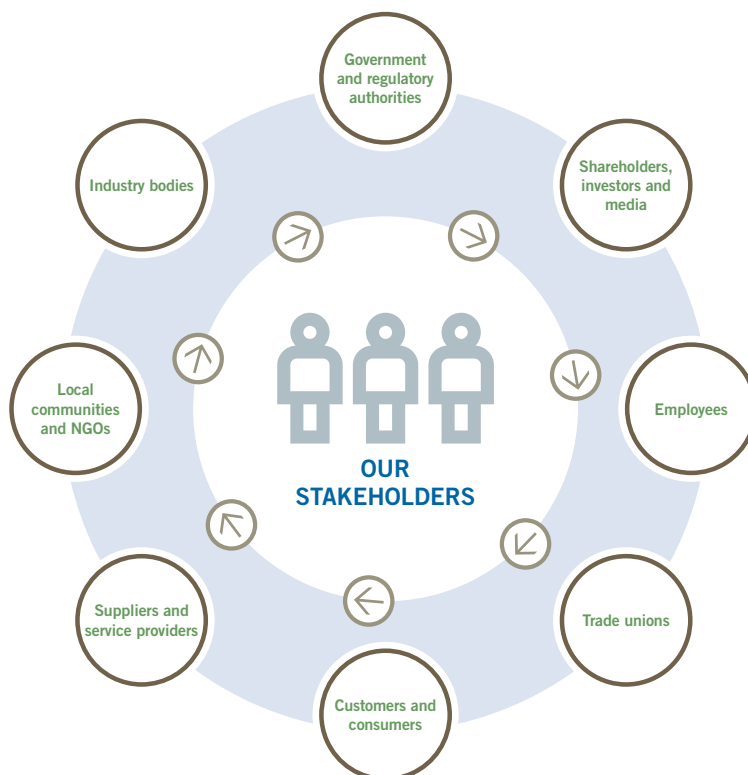 Government
and regulatory
authorities
Shareholders,
investors and
media
Employees
Trade unions
Customers and
consumers
Suppliers and
service providers
Local
communities
and NGOs
Industry bodies
OUR
STAKEHOLDERS